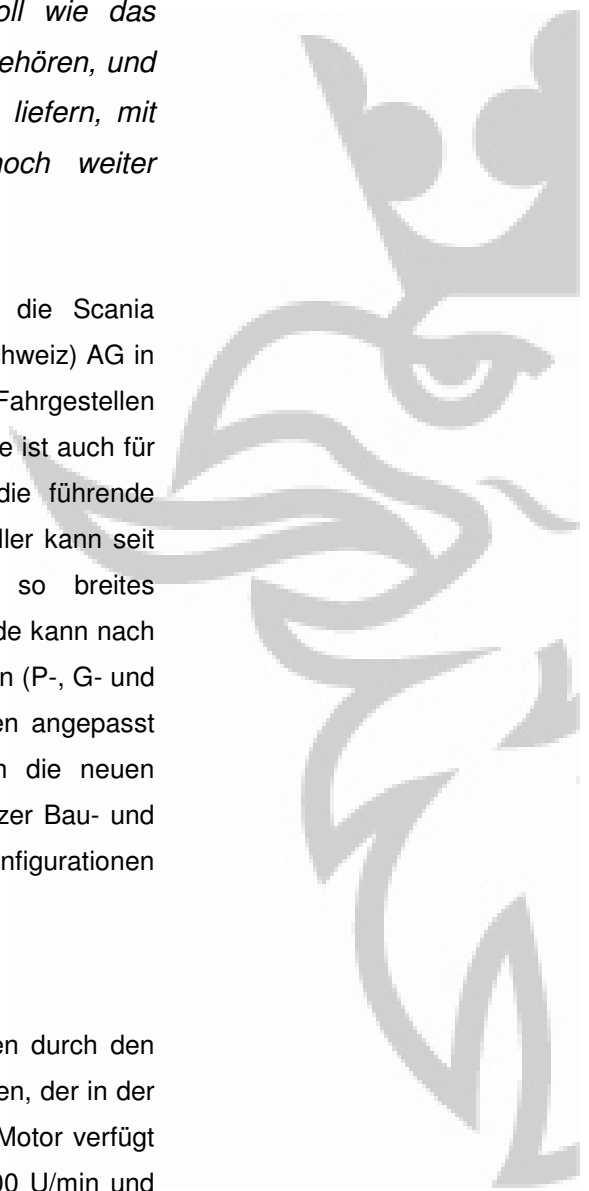 oll wie das
ehören, und
liefern, mit
noch weiter
die Scania
hweiz) AG in
Fahrgestellen
e ist auch für
die führende
ller kann seit
so breites
de kann nach
n (P-, G- und
en angepasst
n die neuen
zer Bau- und
nfigurationen
en durch den
en, der in der
Motor verfügt
00 U/min und